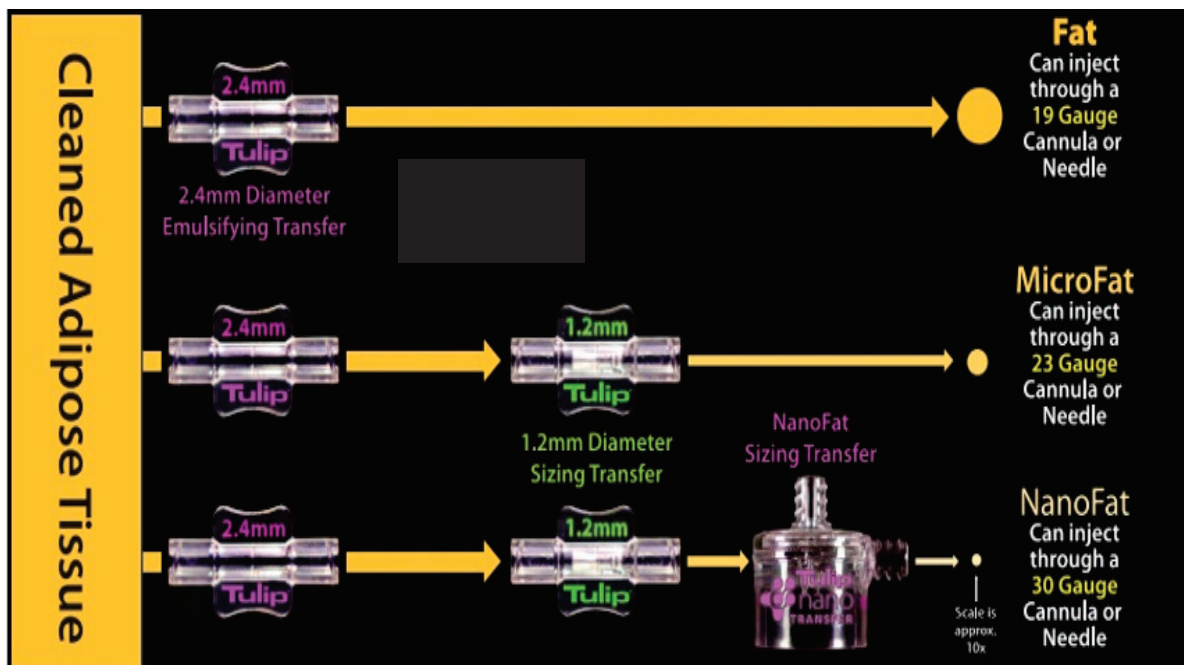 Cleaned Adipose Tissue
2.4mm
Tulip
2.4mm Diameter
Emulsifying Transfer
Fat
Can inject
through a
19 Gauge
Cannula or
Needle
2.4mm
Tulip
1.2mm
Tulip
1.2mm Diameter
Sizing Transfer
MicroFat
Can inject
through a
23 Gauge
Cannula or
Needle
2.4mm
Tulip
1.2mm
Tulip
NanoFat
Sizing Transfer
Tulip
nano
TRANSFER
Scale is
approx.
10x
NanoFat
Can inject
through a
30 Gauge
Cannula or
Needle